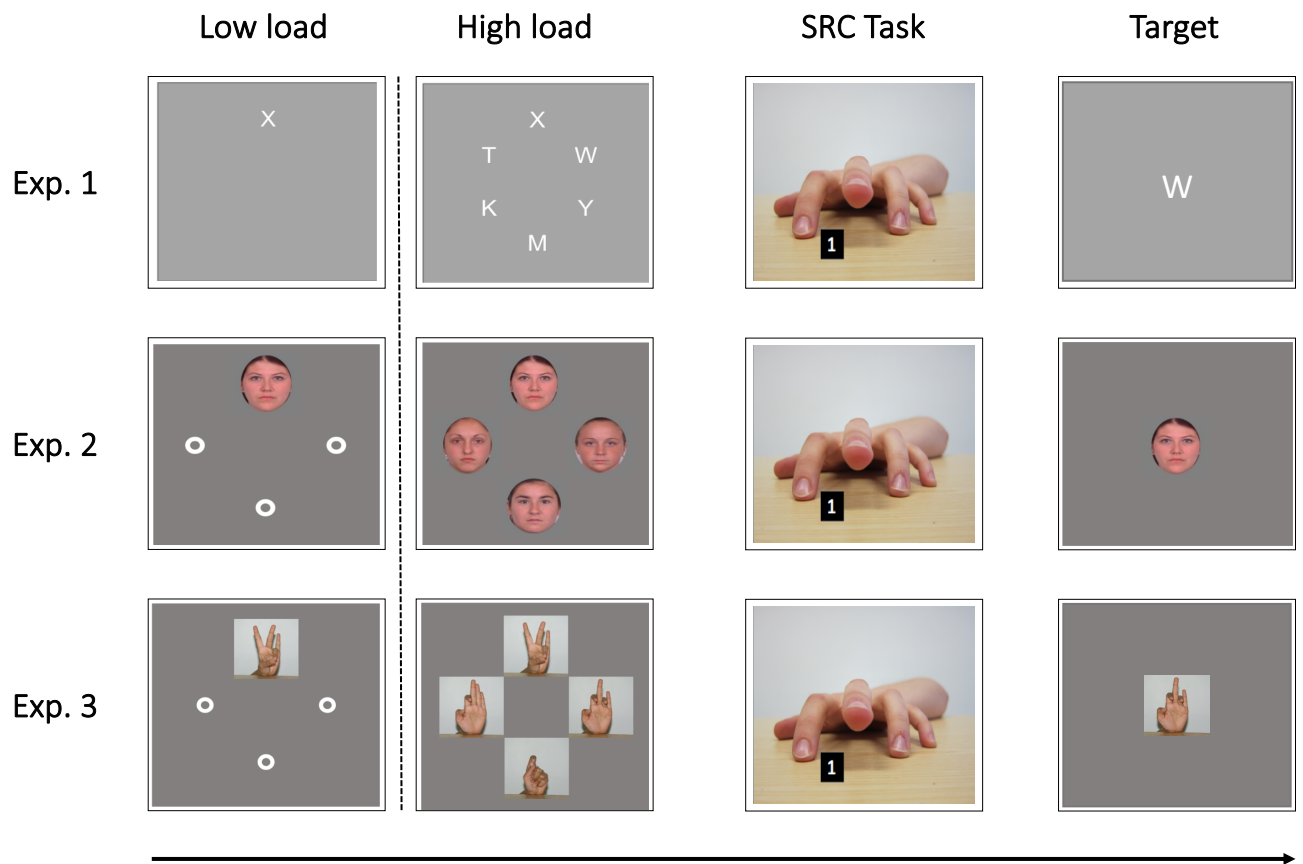 Low load High load SRC Task Target
Exp. 1
X
X
T W
K Y
M
1
W
Exp. 2
1
Exp. 3
1